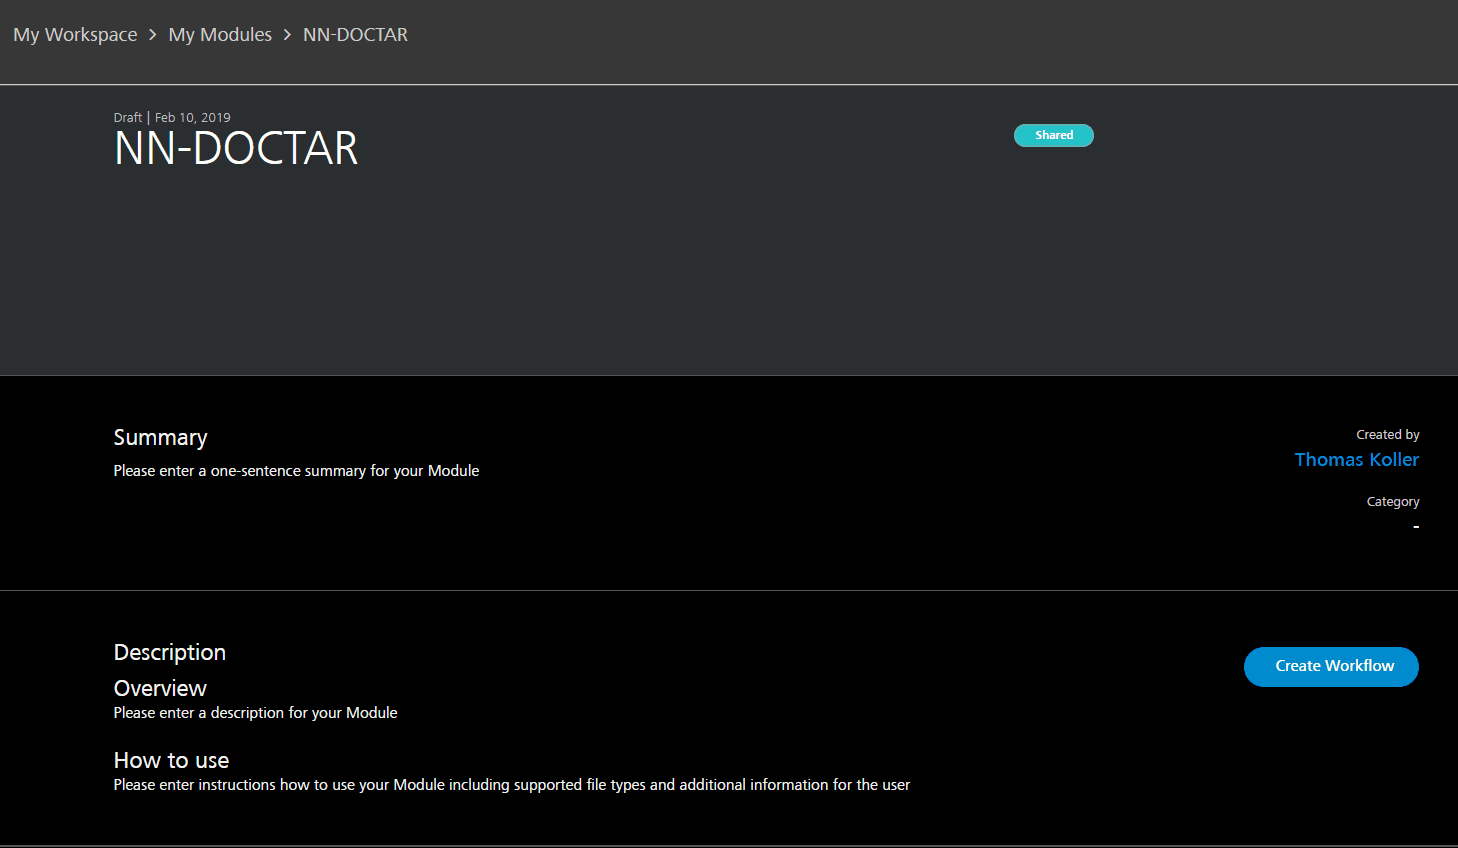 My Workspace > My Modules > NN-DOCTAR
Draft | Feb 10, 2019
NN-DOCTAR
Shared
Summary
Please enter a one-sentence summary for your Module
Created by
Thomas Koller
Category
-
Description
Create Workflow
Overview
Please enter a description for your Module
How to use
Please enter instructions how to use your Module including supported file types and additional information for the user